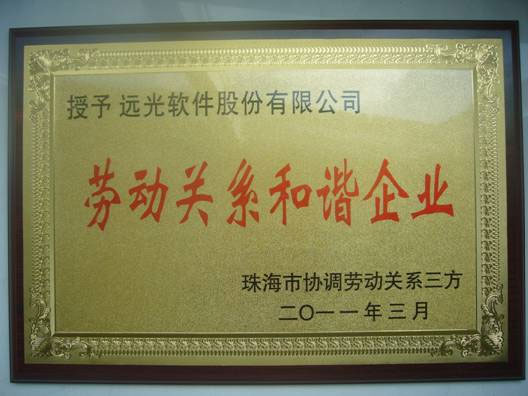 授予 远光软件股份有限公司
劳动关系和谐企业
珠海市协调劳动关系三方
二〇一一年三月